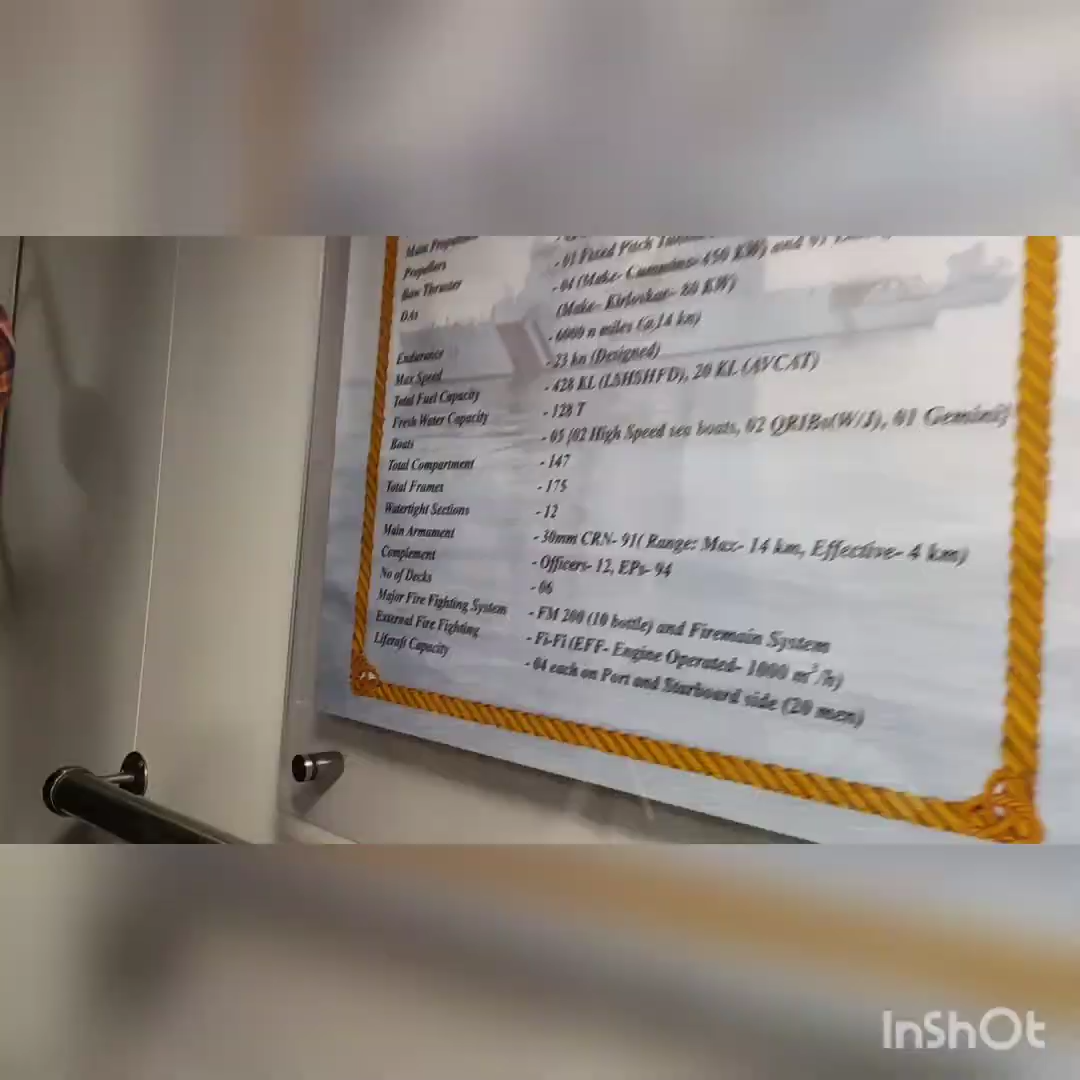 Main
Propellers
Bow Thruster - 01 Fixed Pitch
DAs - 04 (Make- Cummins- 450 KW) and 01
(Make- Kirloskar- 80 KW)
Endurance - 6000 n miles @ 14 kn)
Max Speed - 23 kn (Designed)
Total Fuel Capacity - 428 KL (LSHSHFD), 20 KL (AVCAT)
Fresh Water Capacity - 128 T
Boats - 05 [02 High Speed sea boats, 02 QRIBs(W/J), 01 Gemini]
Total Compartment - 147
Total Frames - 175
Watertight Sections - 12
Main Armament - 30mm CRN- 91( Range: Max- 14 km, Effective- 4 km)
Complement - Officers- 12, EPs- 94
No of Decks - 06
Major Fire Fighting System - FM 200 (10 bottle) and Firemain System
External Fire Fighting - Fi-Fi (EFF- Engine Operated- 1000 m³/h)
Liferaft Capacity - 04 each on Port and Starboard side (20 men)
InShOt